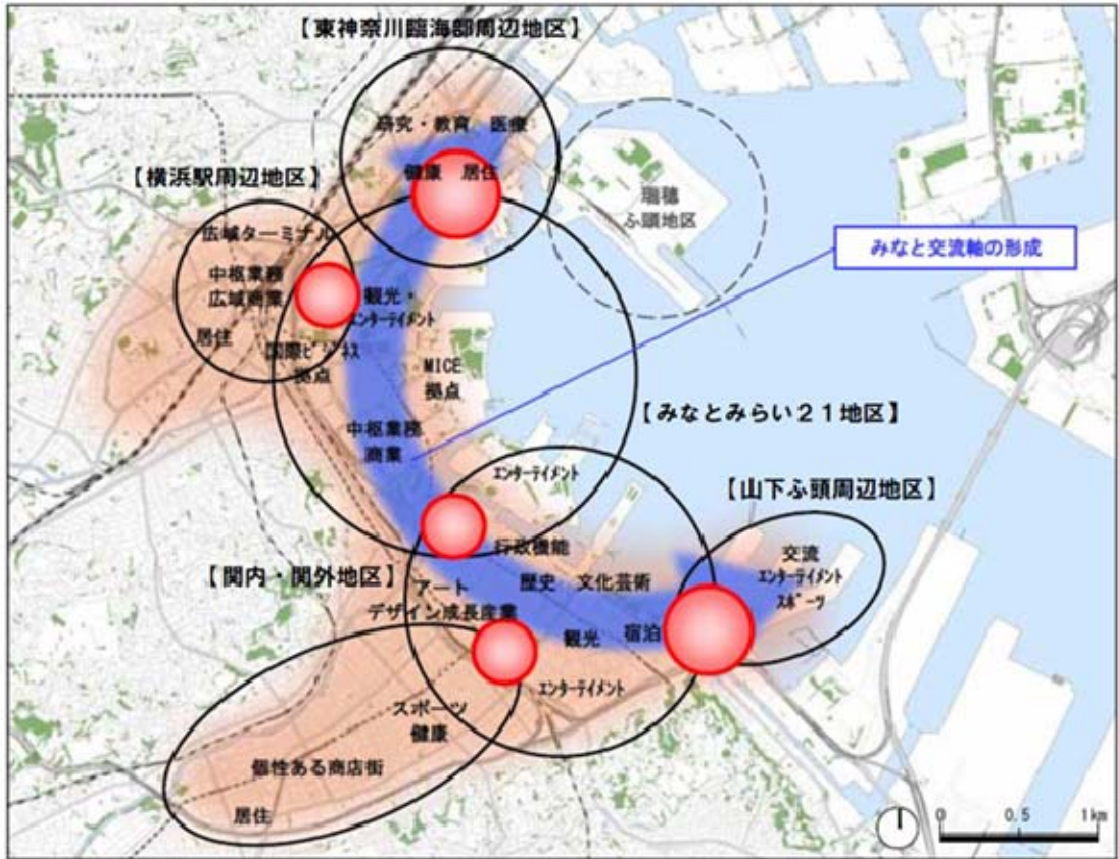 【東神奈川臨海部周辺地区】
研究・教育　医療
健康　居住
【横浜駅周辺地区】
広域ターミナル
中枢業務
広域商業
居住
観光・
エンターテイメント
国際ビジネス
拠点
MICE
拠点
瑞穂
ふ頭地区
みなと交流軸の形成
【みなとみらい２１地区】
中枢業務
商業
エンターテイメント
行政機能
【山下ふ頭周辺地区】
交流
エンターテイメント
スポーツ
【関内・関外地区】
アート
デザイン成長産業
歴史　文化芸術
観光　宿泊
エンターテイメント
スポーツ
健康
個性ある商店街
居住
0　0.5　1km